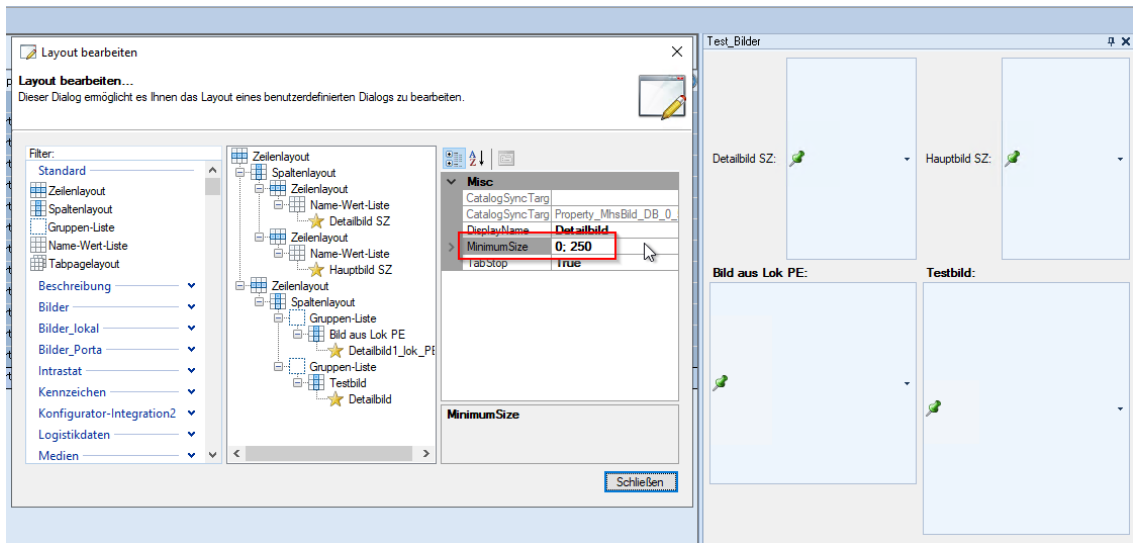 Layout bearbeiten
Layout bearbeiten...
Dieser Dialog ermöglicht es Ihnen das Layout eines benutzerdefinierten Dialogs zu bearbeiten.
Filter:
Standard
Zeilenlayout
Spaltenlayout
Gruppen-Liste
Name-Wert-Liste
Tabpagelayout
Beschreibung
Bilder
Bilder_lokal
Bilder_Porta
Intrastat
Kennzeichen
Konfigurator-Integration2
Logistikdaten
Medien
Zeilenlayout
Spaltenlayout
Zeilenlayout
Name-Wert-Liste
Detailbild SZ
Zeilenlayout
Name-Wert-Liste
Hauptbild SZ
Zeilenlayout
Spaltenlayout
Gruppen-Liste
Bild aus Lok PE
Detailbild1_lok_PE
Gruppen-Liste
Testbild
Detailbild
Misc
CatalogSyncTarg
CatalogSyncTarg Property_MhsBild_DB_0_
DisplayName Detailbild
MinimumSize 0; 250
TabStop True
MinimumSize
Schließen
Test_Bilder
Detailbild SZ: Hauptbild SZ:
Bild aus Lok PE: Testbild: